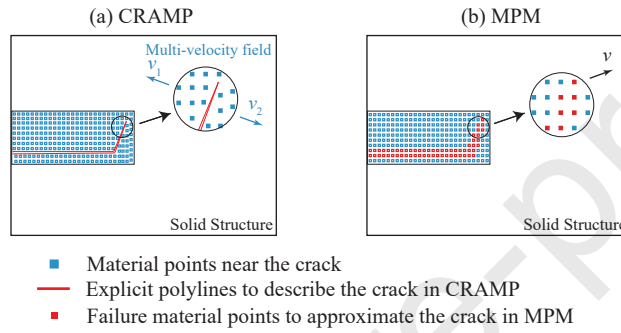 (a) CRAMP
(b) MPM
Multi-velocity field
v1
v2
v
Solid Structure
Solid Structure
Material points near the crack
Explicit polylines to describe the crack in CRAMP
Failure material points to approximate the crack in MPM